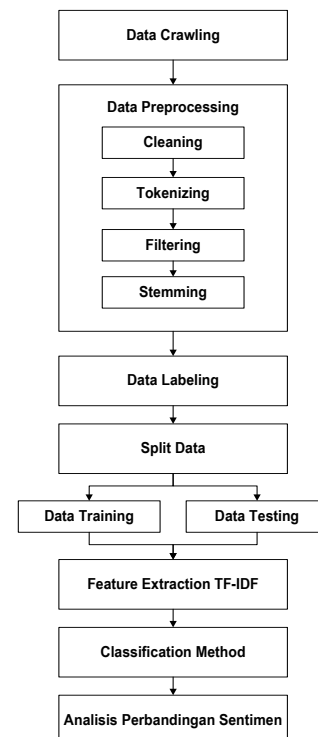 Data Crawling
Data Preprocessing
Cleaning
Tokenizing
Filtering
Stemming
Data Labeling
Split Data
Data Training
Data Testing
Feature Extraction TF-IDF
Classification Method
Analisis Perbandingan Sentimen